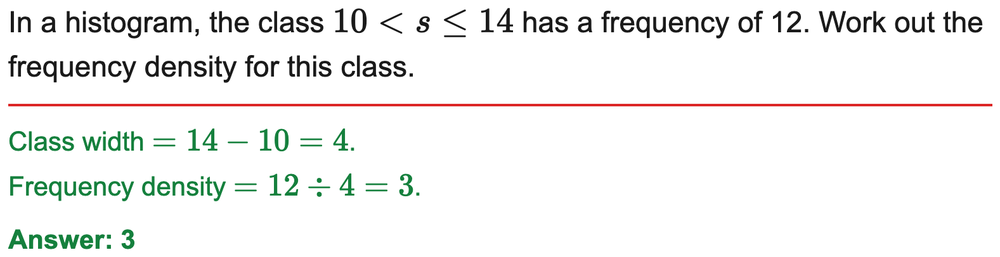 In a histogram, the class 10 < s ≤ 14 has a frequency of 12. Work out the
frequency density for this class.
Class width = 14 − 10 = 4.
Frequency density = 12 ÷ 4 = 3.
Answer: 3